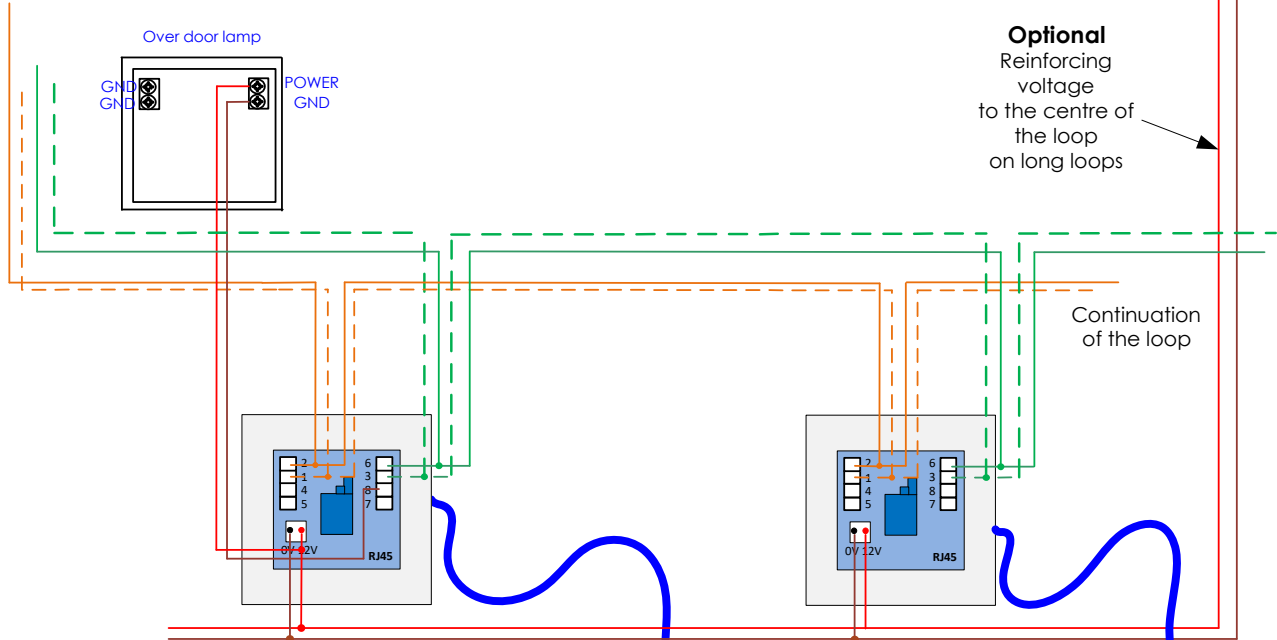 Over door lamp
GND
GND
POWER
GND
Optional
Reinforcing
voltage
to the centre of
the loop
on long loops
Continuation
of the loop
2
1
4
5
6
3
8
7
0V 12V
RJ45
2
1
4
5
6
3
8
7
0V 12V
RJ45